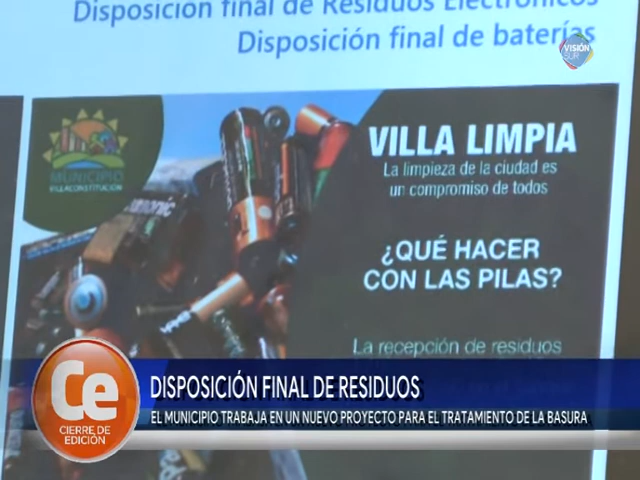 Disposición final de Residuos Electrónicos
Disposición final de baterías
VISIÓN
SUR
MUNICIPIO
VILLA CONSTITUCIÓN
VILLA LIMPIA
La limpieza de la ciudad es
un compromiso de todos
¿QUÉ HACER
CON LAS PILAS?
La recepción de residuos
Ce
CIERRE DE
EDICIÓN
DISPOSICIÓN FINAL DE RESIDUOS
EL MUNICIPIO TRABAJA EN UN NUEVO PROYECTO PARA EL TRATAMIENTO DE LA BASURA